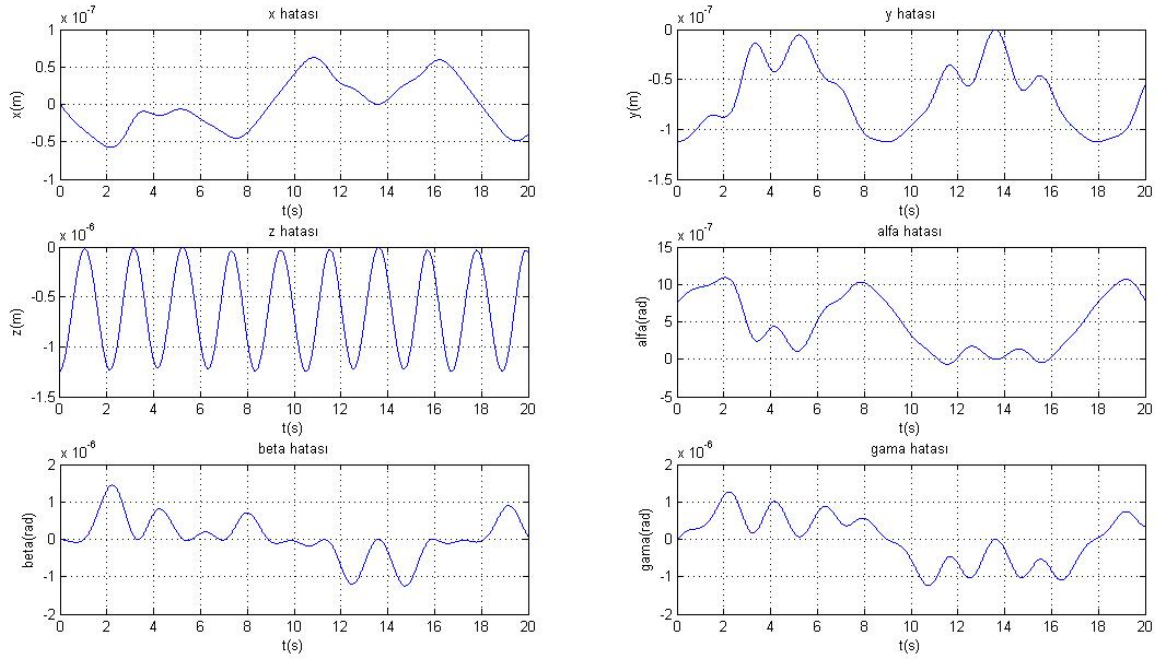 x hatası
x 10^-7
1
0.5
0
-0.5
-1
x(m)
0 2 4 6 8 10 12 14 16 18 20
t(s)
y hatası
x 10^-7
0
-0.5
-1
-1.5
y(m)
0 2 4 6 8 10 12 14 16 18 20
t(s)
z hatası
x 10^-6
0
-0.5
-1
-1.5
z(m)
0 2 4 6 8 10 12 14 16 18 20
t(s)
alfa hatası
x 10^-7
15
10
5
0
-5
alfa(rad)
0 2 4 6 8 10 12 14 16 18 20
t(s)
beta hatası
x 10^-6
2
1
0
-1
-2
beta(rad)
0 2 4 6 8 10 12 14 16 18 20
t(s)
gama hatası
x 10^-6
2
1
0
-1
-2
gama(rad)
0 2 4 6 8 10 12 14 16 18 20
t(s)